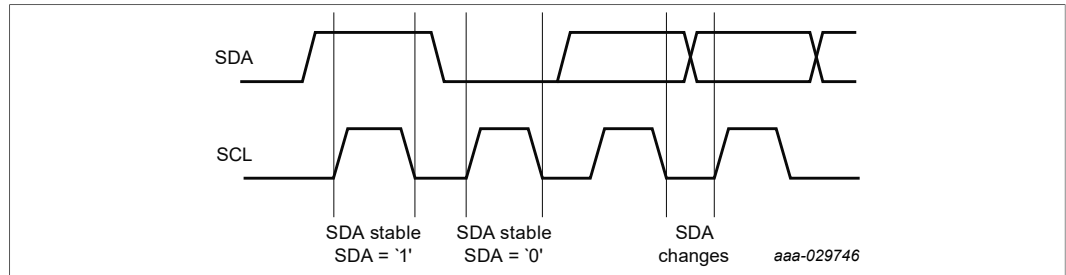 SDA
SCL
SDA stable
SDA = `1'
SDA stable
SDA = `0'
SDA
changes
aaa-029746